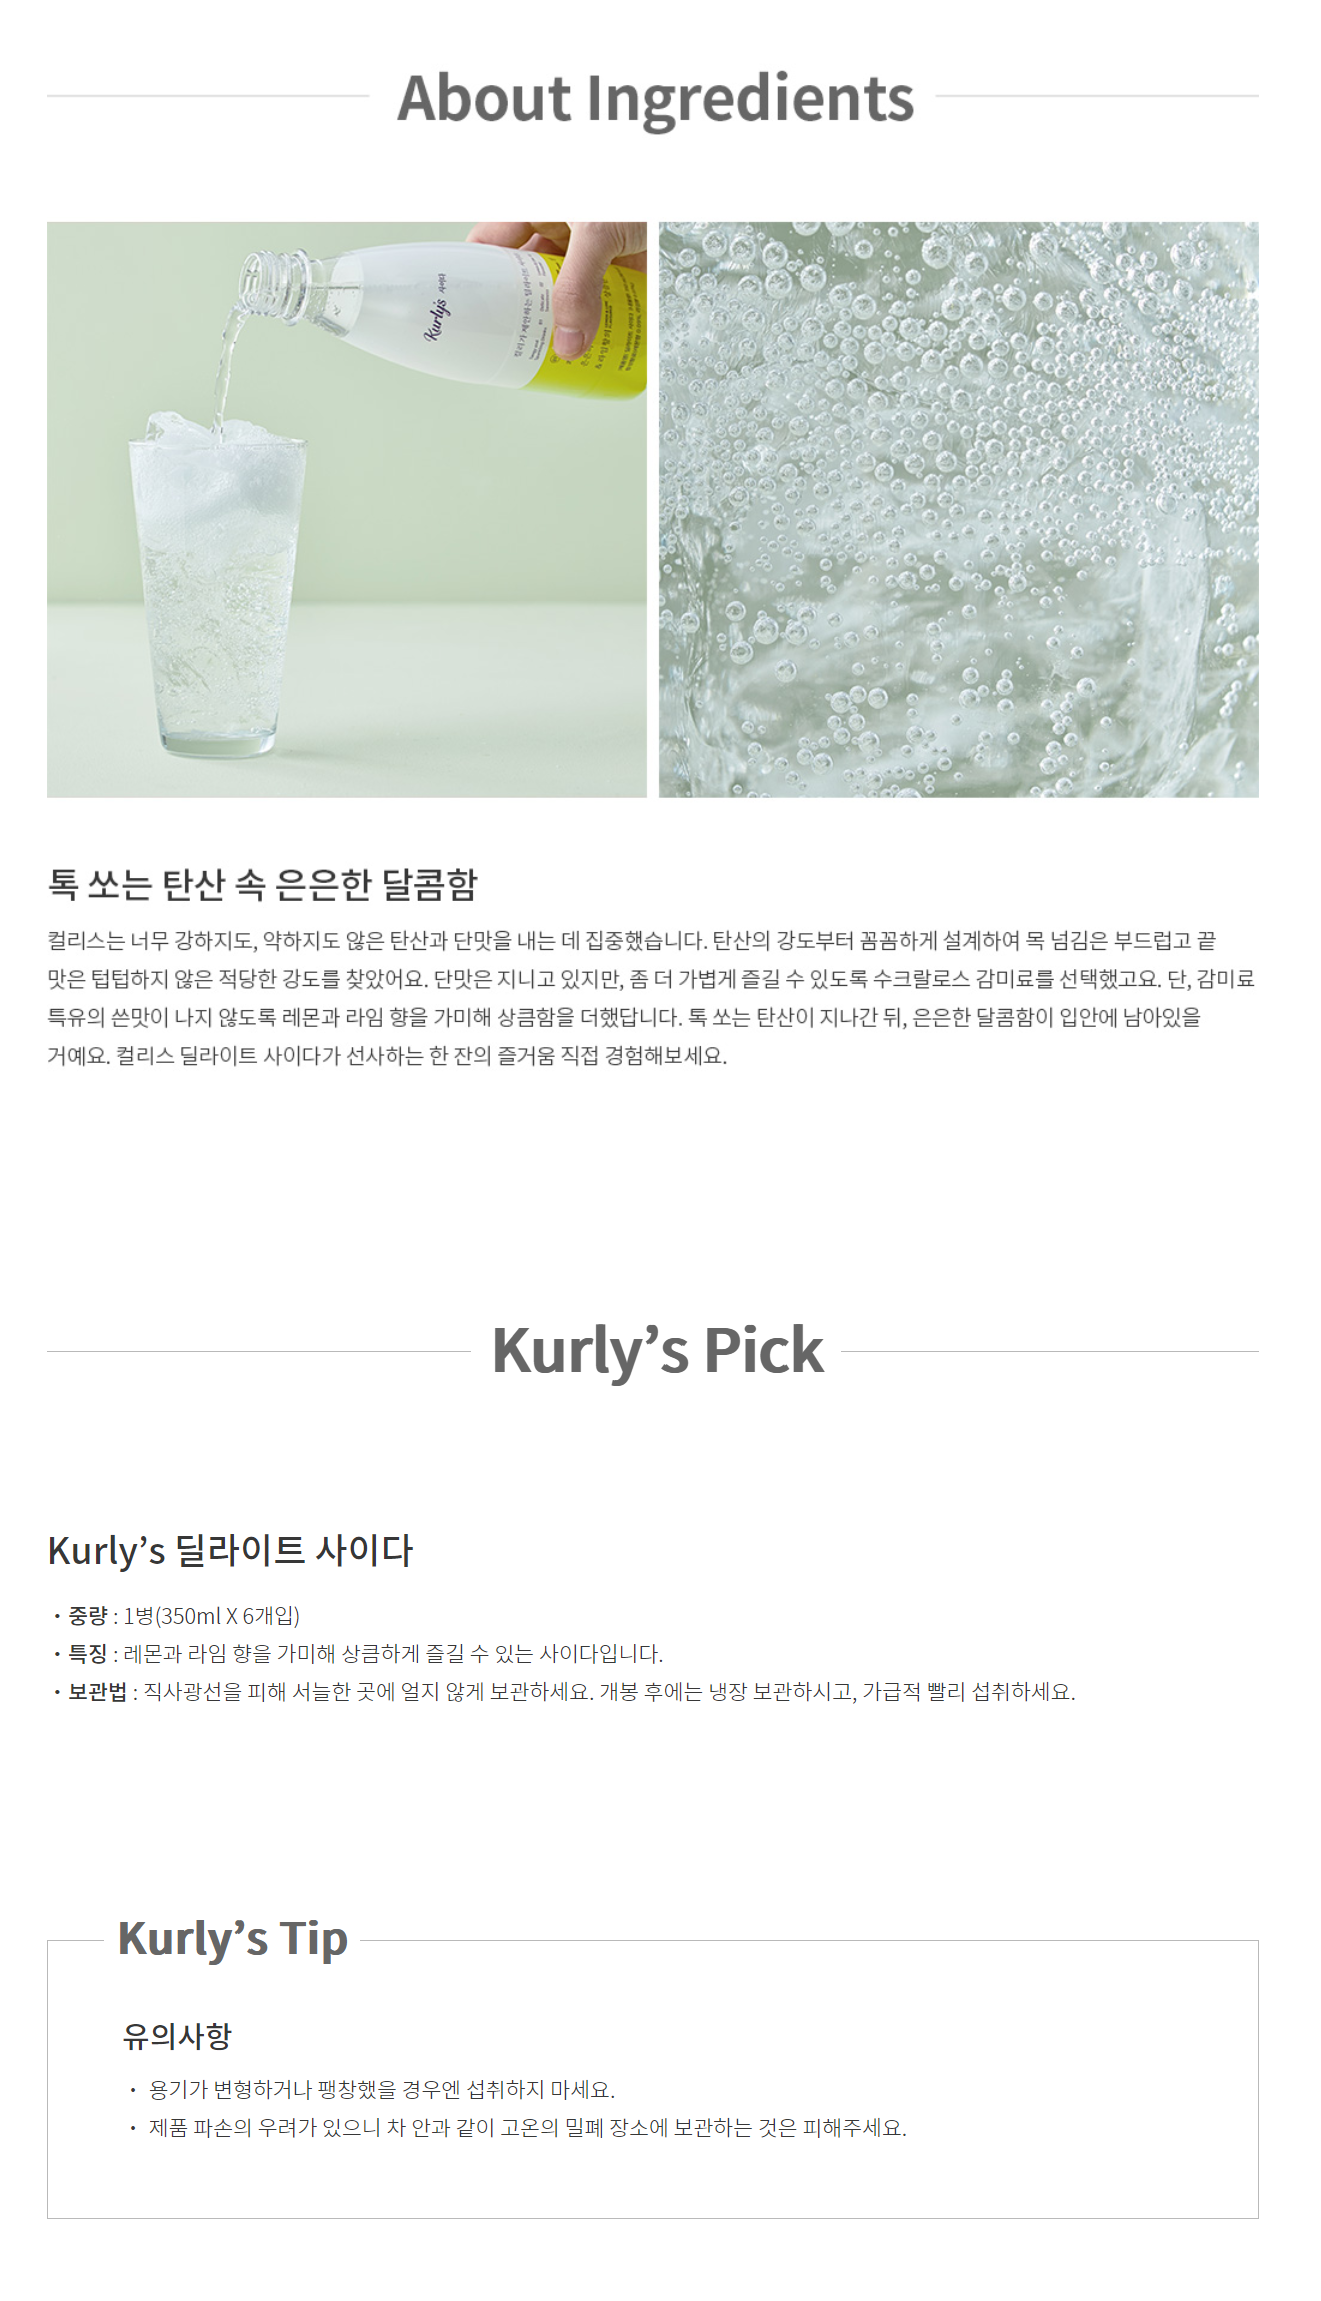 About Ingredients
Kurly's 사이다
컬리가 제안하는 딜라이트
톡 쏘는 탄산 속 은은한 달콤함
컬리스는 너무 강하지도, 약하지도 않은 탄산과 단맛을 내는 데 집중했습니다. 탄산의 강도부터 꼼꼼하게 설계하여 목 넘김은 부드럽고 끝
맛은 텁텁하지 않은 적당한 강도를 찾았어요. 단맛은 지니고 있지만, 좀 더 가볍게 즐길 수 있도록 수크랄로스 감미료를 선택했고요. 단, 감미료
특유의 쓴맛이 나지 않도록 레몬과 라임 향을 가미해 상큼함을 더했답니다. 톡 쏘는 탄산이 지나간 뒤, 은은한 달콤함이 입안에 남아있을
거예요. 컬리스 딜라이트 사이다가 선사하는 한 잔의 즐거움 직접 경험해보세요.
Kurly’s Pick
Kurly’s 딜라이트 사이다
• 중량 : 1병(350ml X 6개입)
• 특징 : 레몬과 라임 향을 가미해 상큼하게 즐길 수 있는 사이다입니다.
• 보관법 : 직사광선을 피해 서늘한 곳에 얼지 않게 보관하세요. 개봉 후에는 냉장 보관하시고, 가급적 빨리 섭취하세요.
Kurly’s Tip
유의사항
• 용기가 변형하거나 팽창했을 경우엔 섭취하지 마세요.
• 제품 파손의 우려가 있으니 차 안과 같이 고온의 밀폐 장소에 보관하는 것은 피해주세요.